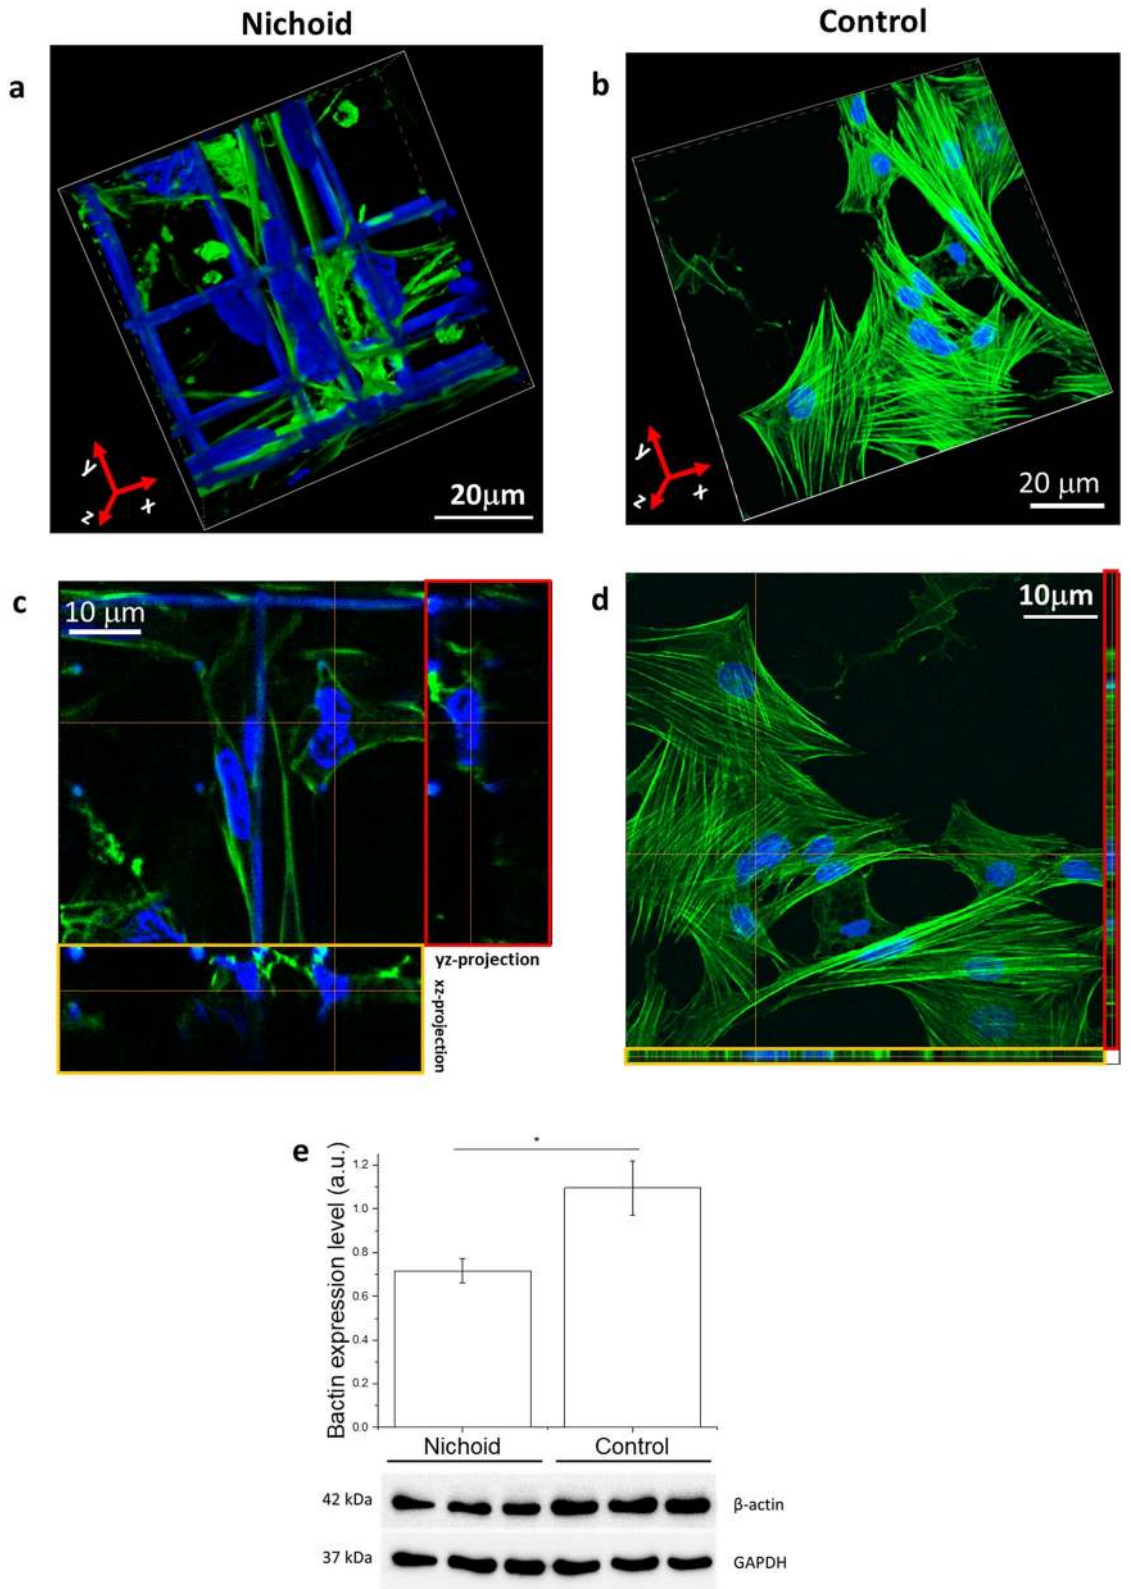 Nichoid
Control
a
b
y
z
x
20μm
y
z
x
20 μm
c
10 μm
d
10μm
yz-projection
xz-projection
e
*
Bactin expression level (a.u.)
1.2
1.0
0.8
0.6
0.4
0.2
0.0
Nichoid
Control
42 kDa
β-actin
37 kDa
GAPDH